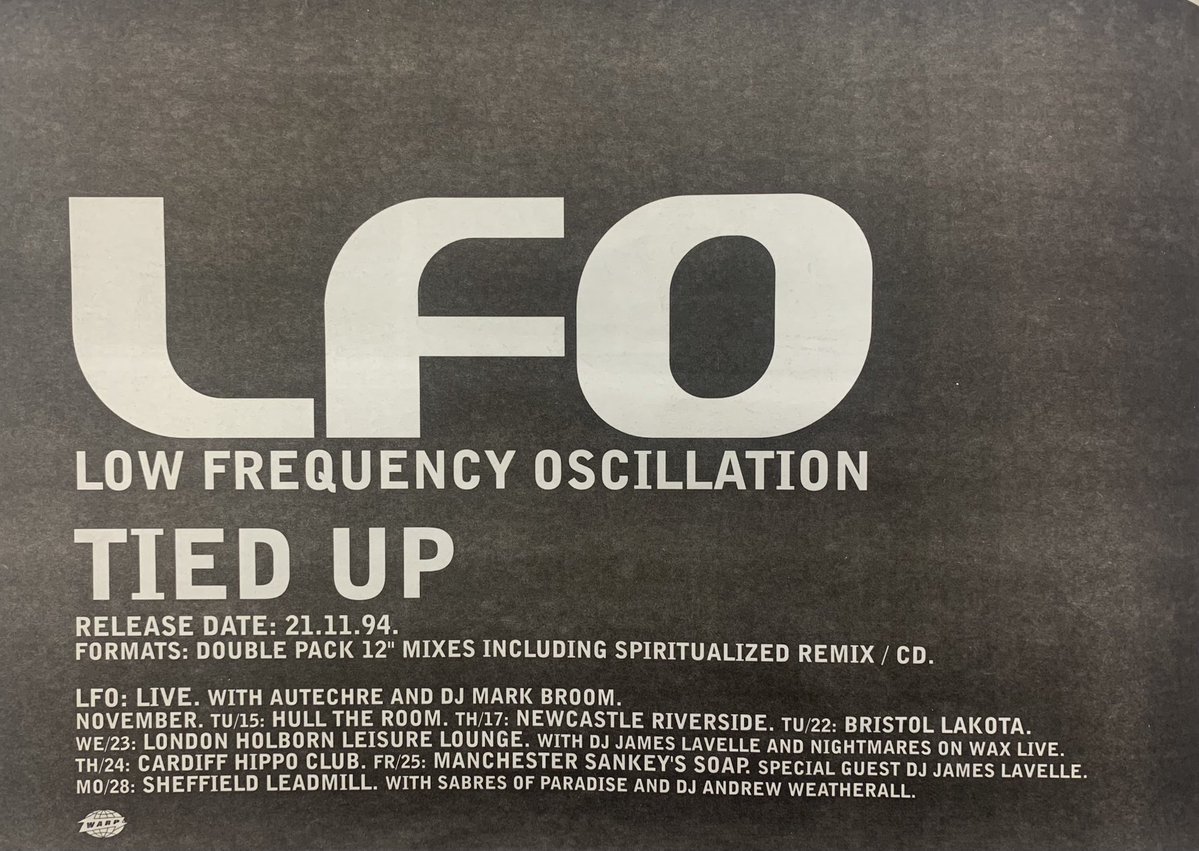 LFO
LOW FREQUENCY OSCILLATION
TIED UP
RELEASE DATE: 21.11.94.
FORMATS: DOUBLE PACK 12" MIXES INCLUDING SPIRITUALIZED REMIX / CD.
LFO: LIVE. WITH AUTECHRE AND DJ MARK BROOM.
NOVEMBER. TU/15: HULL THE ROOM. TH/17: NEWCASTLE RIVERSIDE. TU/22: BRISTOL LAKOTA.
WE/23: LONDON HOLBORN LEISURE LOUNGE. WITH DJ JAMES LAVELLE AND NIGHTMARES ON WAX LIVE.
TH/24: CARDIFF HIPPO CLUB. FR/25: MANCHESTER SANKEY'S SOAP. SPECIAL GUEST DJ JAMES LAVELLE.
MO/28: SHEFFIELD LEADMILL. WITH SABRES OF PARADISE AND DJ ANDREW WEATHERALL.
WARP